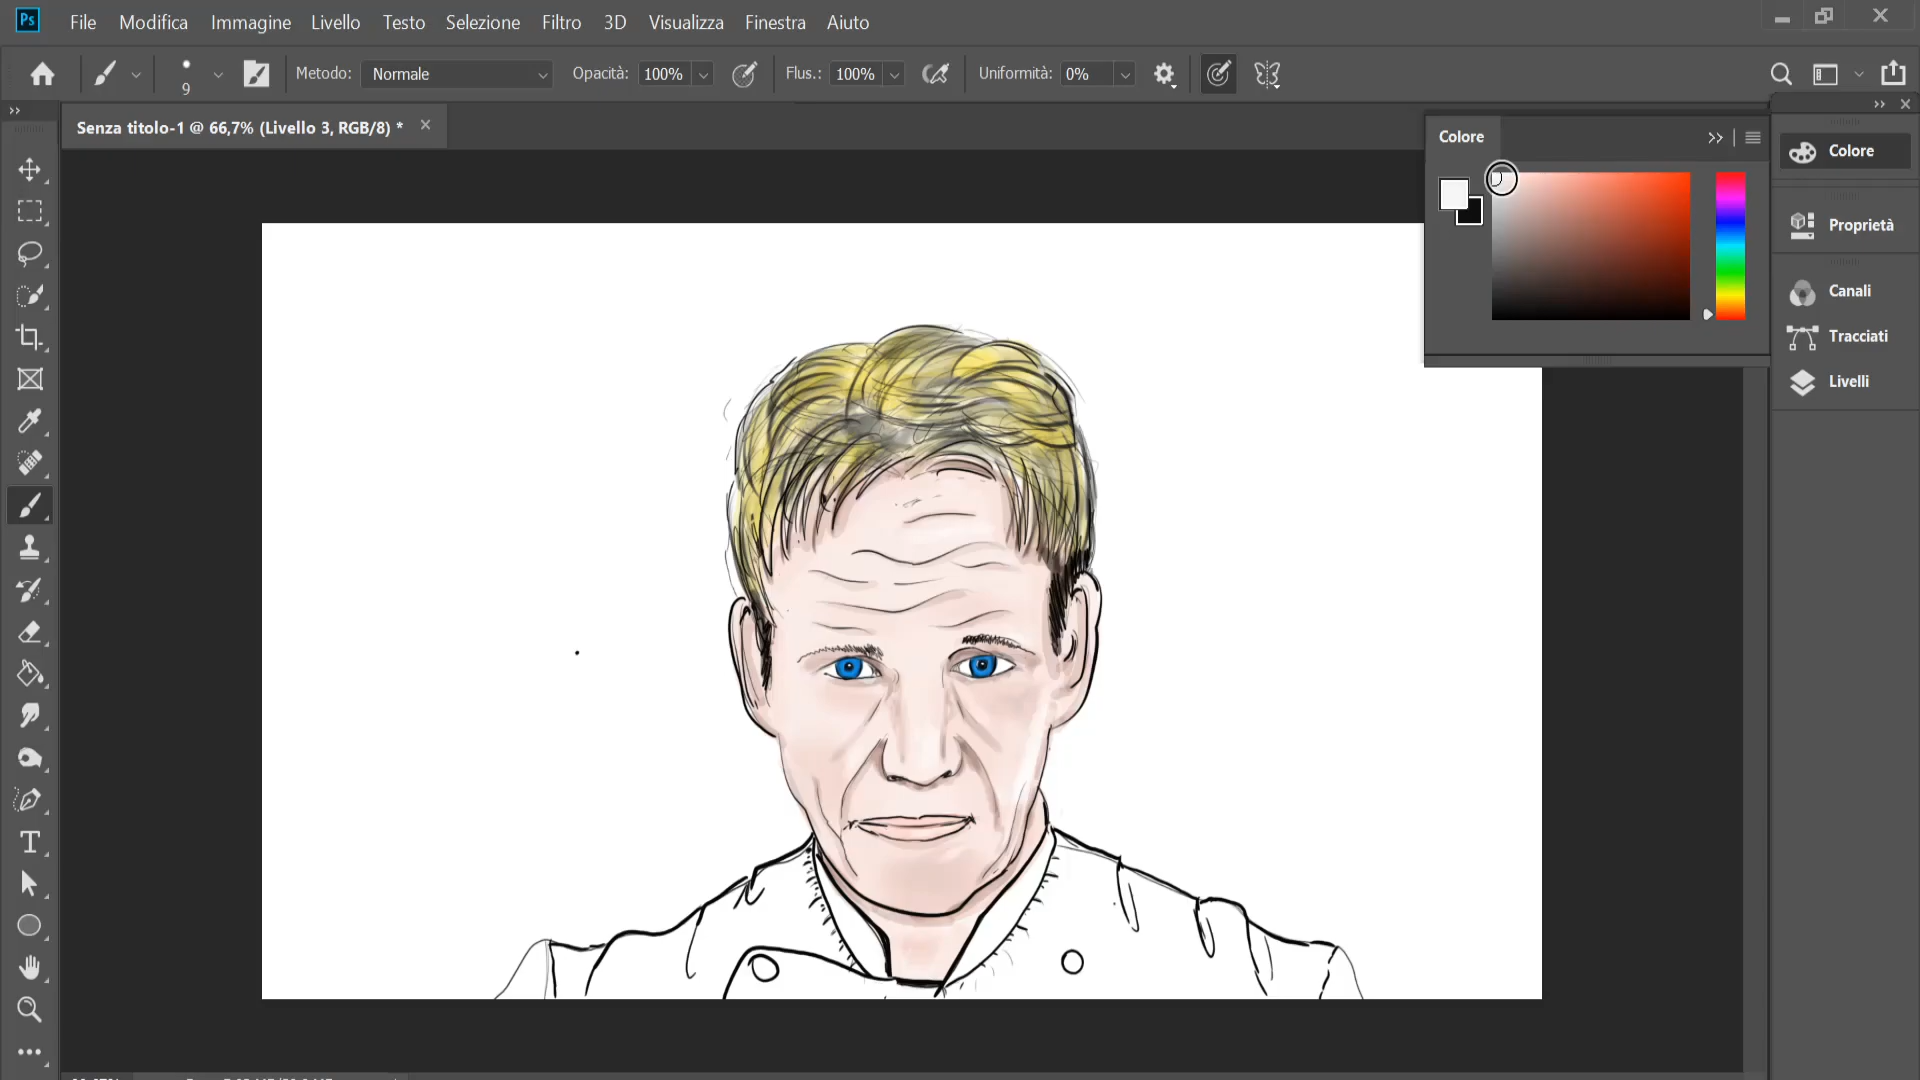 Ps File Modifica Immagine Livello Testo Selezione Filtro 3D Visualizza Finestra Aiuto
9 Metodo: Normale Opacità: 100% Flus.: 100% Uniformità: 0%
Senza titolo-1 @ 66,7% (Livello 3, RGB/8) *
Colore
Colore
Proprietà
Canali
Tracciati
Livelli